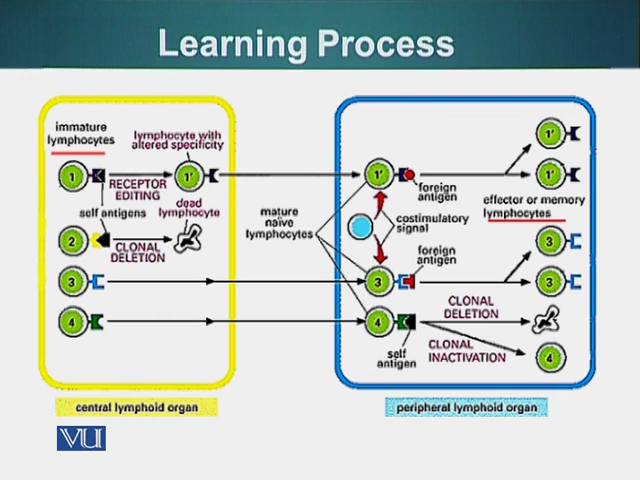 Learning Process
immature
lymphocytes
lymphocyte with
altered specificity
1
1'
RECEPTOR
EDITING
self antigens
dead
lymphocyte
2
CLONAL
DELETION
3
4
mature
naïve
lymphocytes
1'
foreign
antigen
costimulatory
signal
foreign
antigen
3
4
self
antigen
1'
1'
effector or memory
lymphocytes
3
3
CLONAL
DELETION
CLONAL
INACTIVATION
4
central lymphoid organ
peripheral lymphoid organ
VU